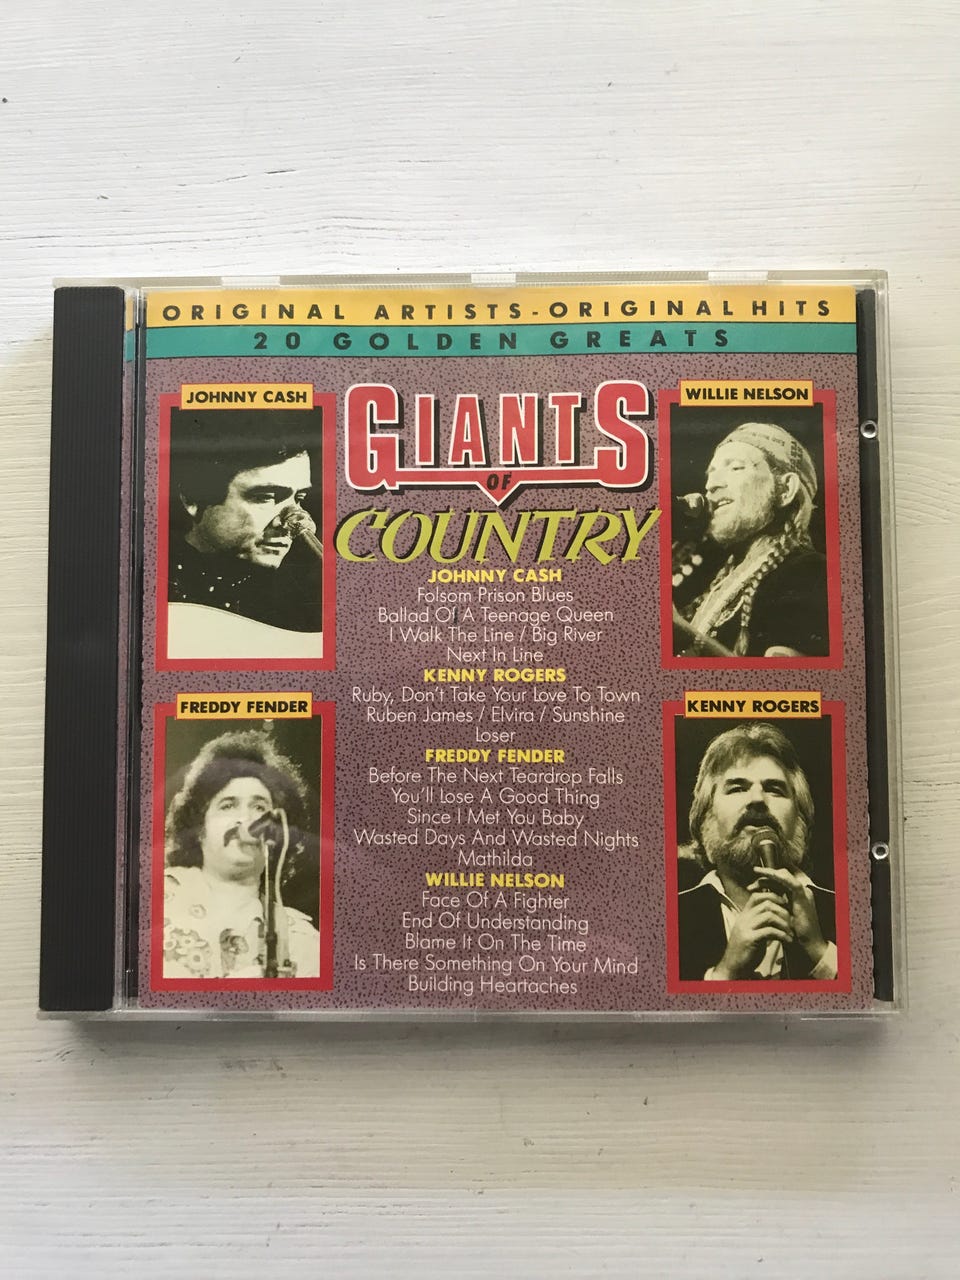 ORIGINAL ARTISTS - ORIGINAL HITS
20 GOLDEN GREATS
JOHNNY CASH
WILLIE NELSON
GIANTS
OF
COUNTRY
JOHNNY CASH
Folsom Prison Blues
Ballad Of A Teenage Queen
I Walk The Line / Big River
Next In Line
KENNY ROGERS
Ruby, Don't Take Your Love To Town
Ruben James / Elvira / Sunshine
Loser
FREDDY FENDER
KENNY ROGERS
FREDDY FENDER
Before The Next Teardrop Falls
You'll Lose A Good Thing
Since I Met You Baby
Wasted Days And Wasted Nights
Mathilda
WILLIE NELSON
Face Of A Fighter
End Of Understanding
Blame It On The Time
Is There Something On Your Mind
Building Heartaches